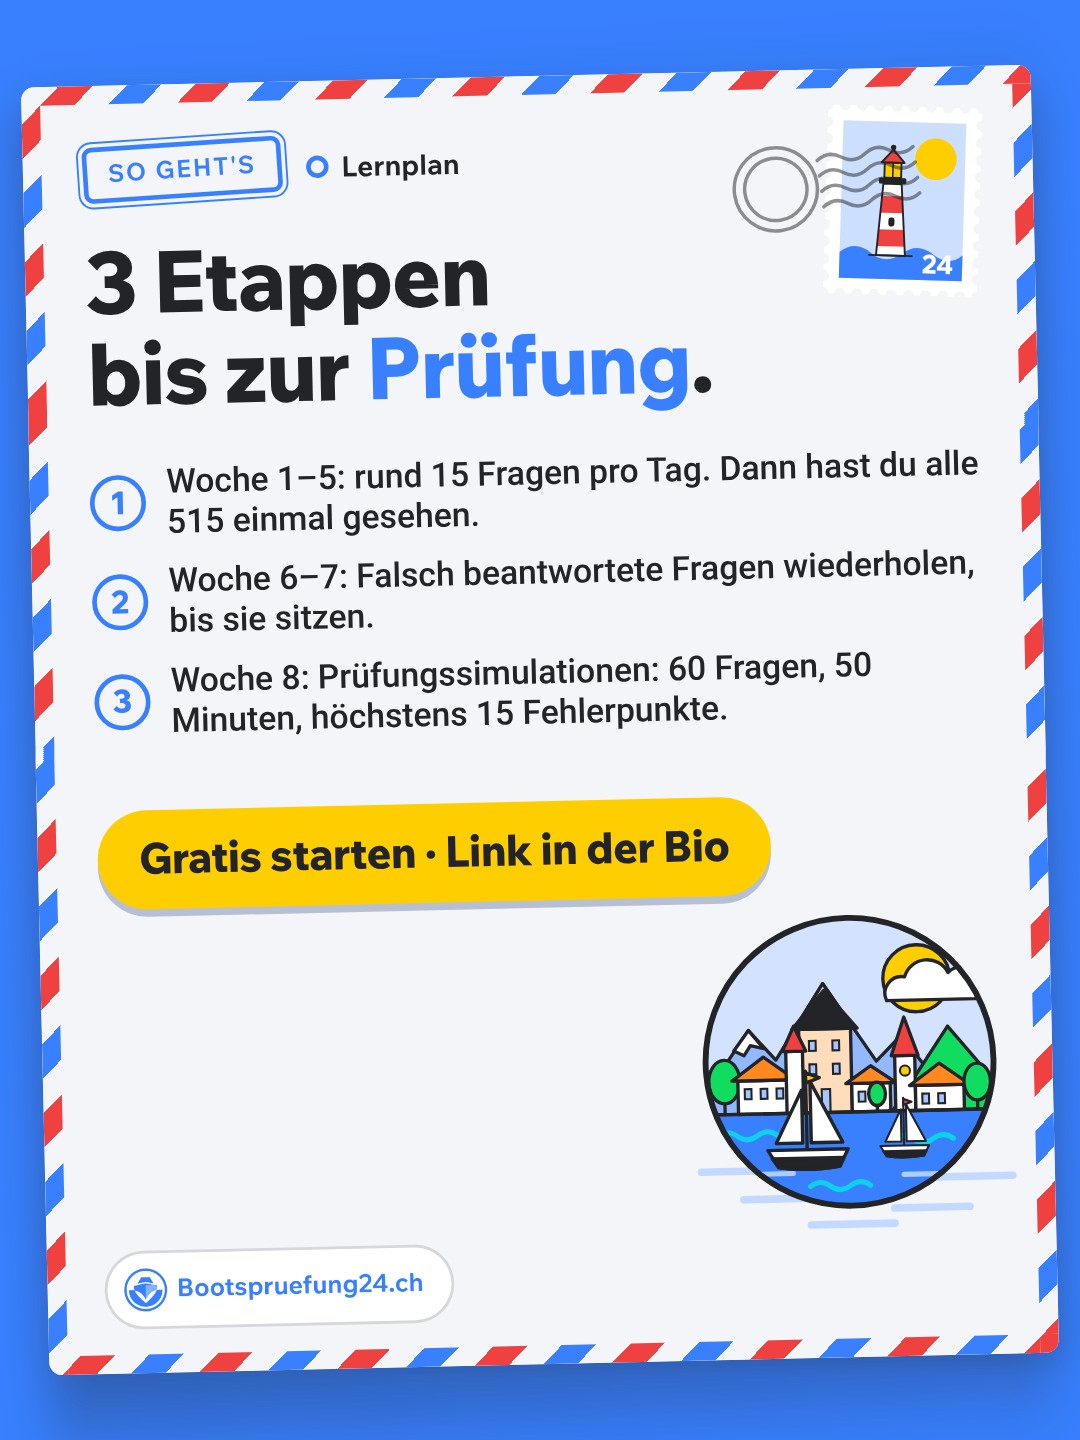 SO GEHT'S
Lernplan
24
3 Etappen
bis zur Prüfung.
1
Woche 1–5: rund 15 Fragen pro Tag. Dann hast du alle
515 einmal gesehen.
2
Woche 6–7: Falsch beantwortete Fragen wiederholen,
bis sie sitzen.
3
Woche 8: Prüfungssimulationen: 60 Fragen, 50
Minuten, höchstens 15 Fehlerpunkte.
Gratis starten · Link in der Bio
Bootspruefung24.ch